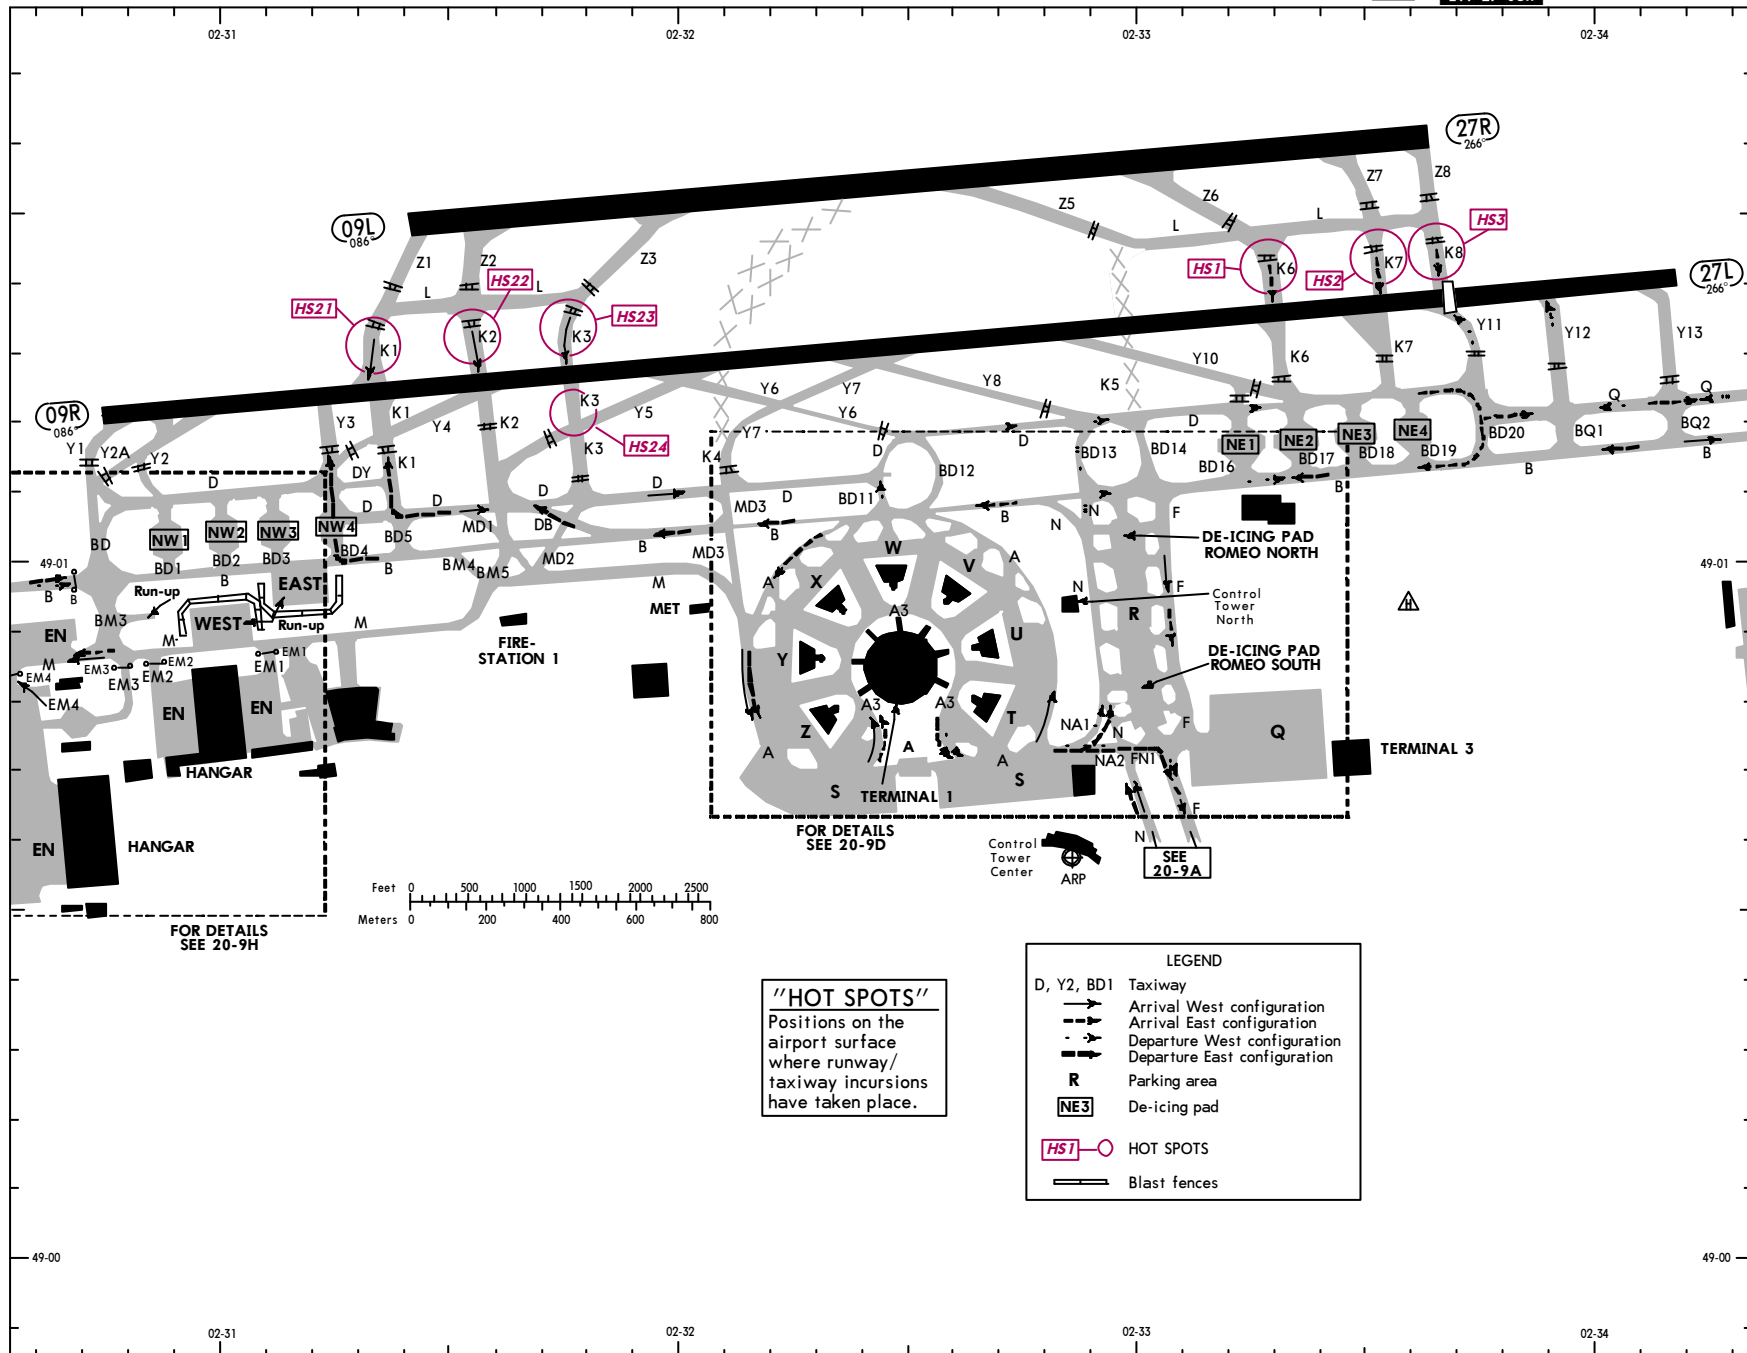 02-31
02-32
02-33
02-34
27R
266°
Z7
Z8
Z6
Z5
L
L
HS3
09L
086°
Z1
Z2
Z3
L
L
HS22
HS21
HS23
HS1
K6
HS2
K7
K8
27L
266°
K1
K2
K3
Y11
Y12
Y13
09R
086°
Y3
K1
Y4
K2
K3
Y5
HS24
Y6
Y7
Y8
Y10
K5
K6
K7
Q
Q
Y1
Y2A
Y2
K1
K3
Y6
Y7
D
D
D
BD13
BD14
NE1
NE2
NE3
NE4
BD20
BQ1
BQ2
DY
K4
BD12
BD16
BD17
BD18
BD19
B
B
B
D
D
D
D
D
MD1
DB
MD3
BD11
B
B
B
N
N
F
BD
NW1
NW2
NW3
NW4
BD1
BD2
BD3
BD4
BD5
B
B
BM4
BM5
MD2
MD3
M
W
A
DE-ICING PAD
ROMEO NORTH
49-01
49-01
B
B
Run-up
EAST
WEST
Run-up
BM3
M
M
M
EN
EM3
EM2
EM1
EM1
EM2
EM3
EM4
EM4
MET
FIRE-
STATION 1
A
X
V
A3
U
Y
N
F
R
Control
Tower
North
DE-ICING PAD
ROMEO SOUTH
EN
EN
HANGAR
Z
A3
A3
T
A
A
A
S
S
TERMINAL 1
NA1
N
NA2
FN1
F
F
N
Q
TERMINAL 3
EN
HANGAR
FOR DETAILS
SEE 20-9D
Control
Tower
Center
ARP
SEE
20-9A
H
Feet 0 500 1000 1500 2000 2500
Meters 0 200 400 600 800
FOR DETAILS
SEE 20-9H
"HOT SPOTS"
Positions on the
airport surface
where runway/
taxiway incursions
have taken place.
LEGEND
D, Y2, BD1 Taxiway
Arrival West configuration
Arrival East configuration
Departure West configuration
Departure East configuration
R Parking area
NE3 De-icing pad
HS1 HOT SPOTS
Blast fences
49-00
49-00
02-31
02-32
02-33
02-34